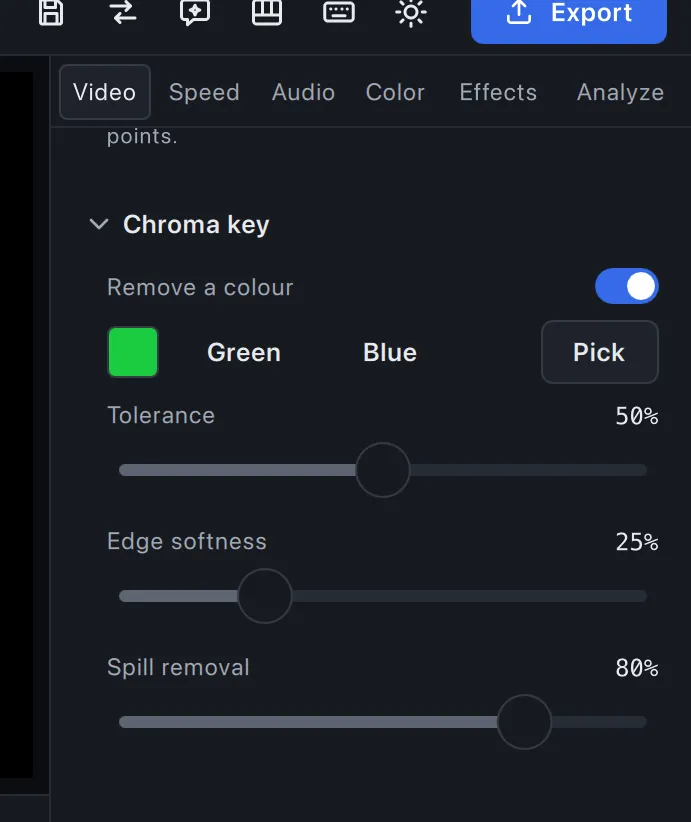 Export
Video Speed Audio Color Effects Analyze
points.
Chroma key
Remove a colour
Green Blue Pick
Tolerance 50%
Edge softness 25%
Spill removal 80%